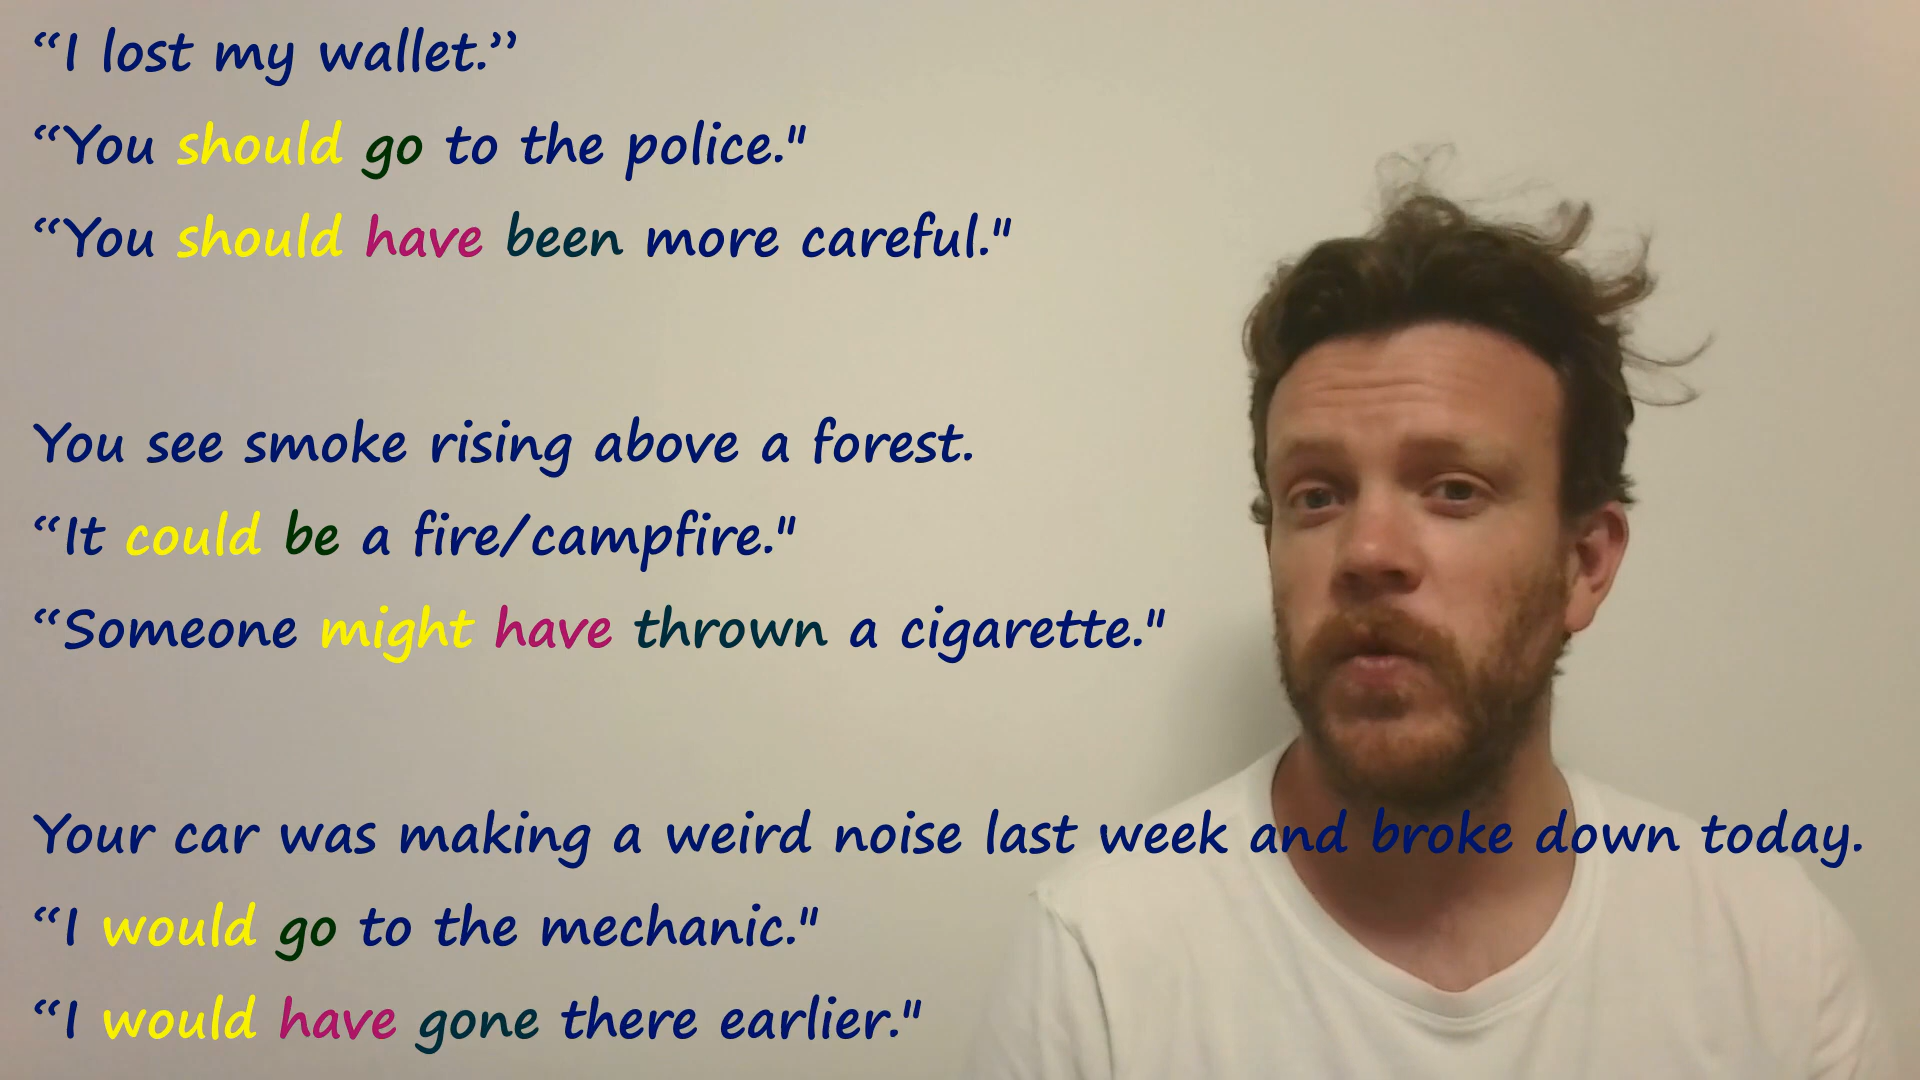 “I lost my wallet.”
“You should go to the police."
“You should have been more careful."
You see smoke rising above a forest.
“It could be a fire/campfire."
“Someone might have thrown a cigarette."
Your car was making a weird noise last week and broke down today.
“I would go to the mechanic."
“I would have gone there earlier."